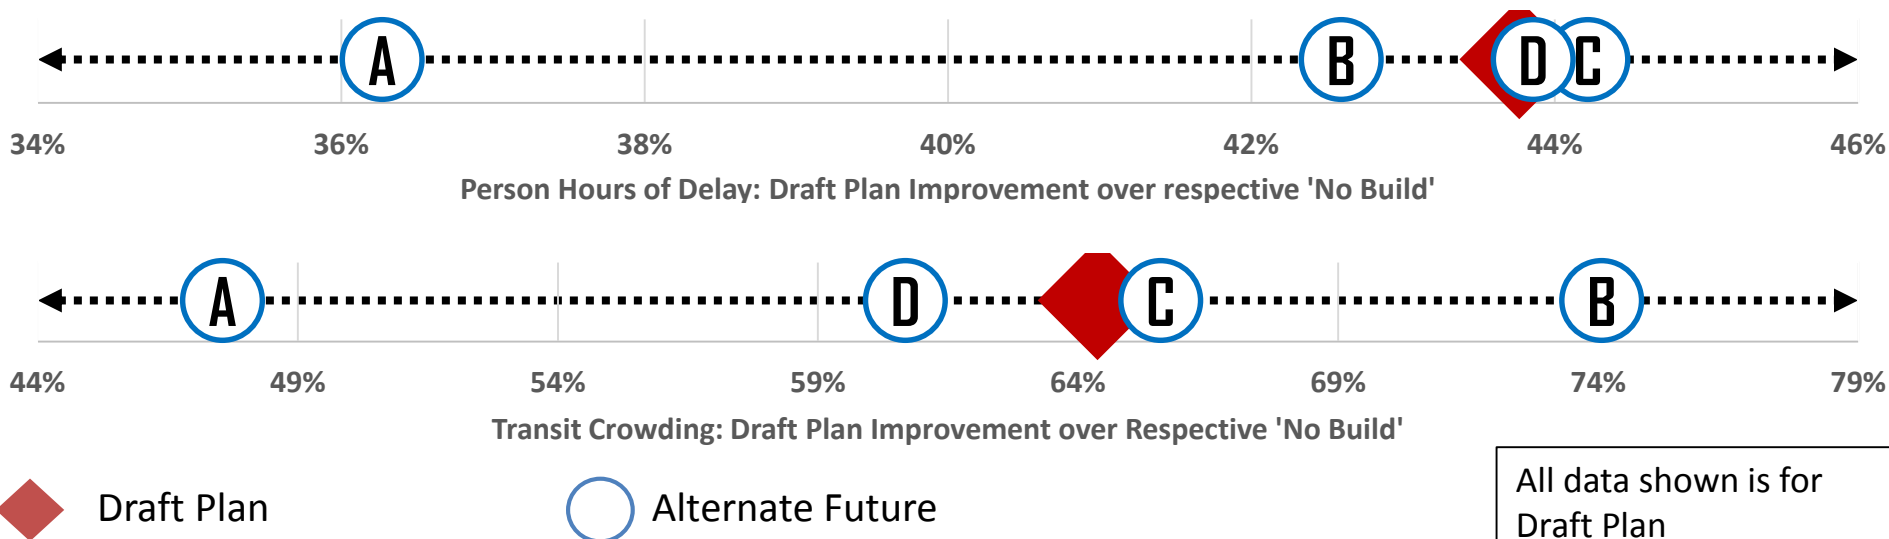 A B D C
34% 36% 38% 40% 42% 44% 46%
Person Hours of Delay: Draft Plan Improvement over respective 'No Build'
A D C B
44% 49% 54% 59% 64% 69% 74% 79%
Transit Crowding: Draft Plan Improvement over Respective 'No Build'
Draft Plan Alternate Future
All data shown is for
Draft Plan